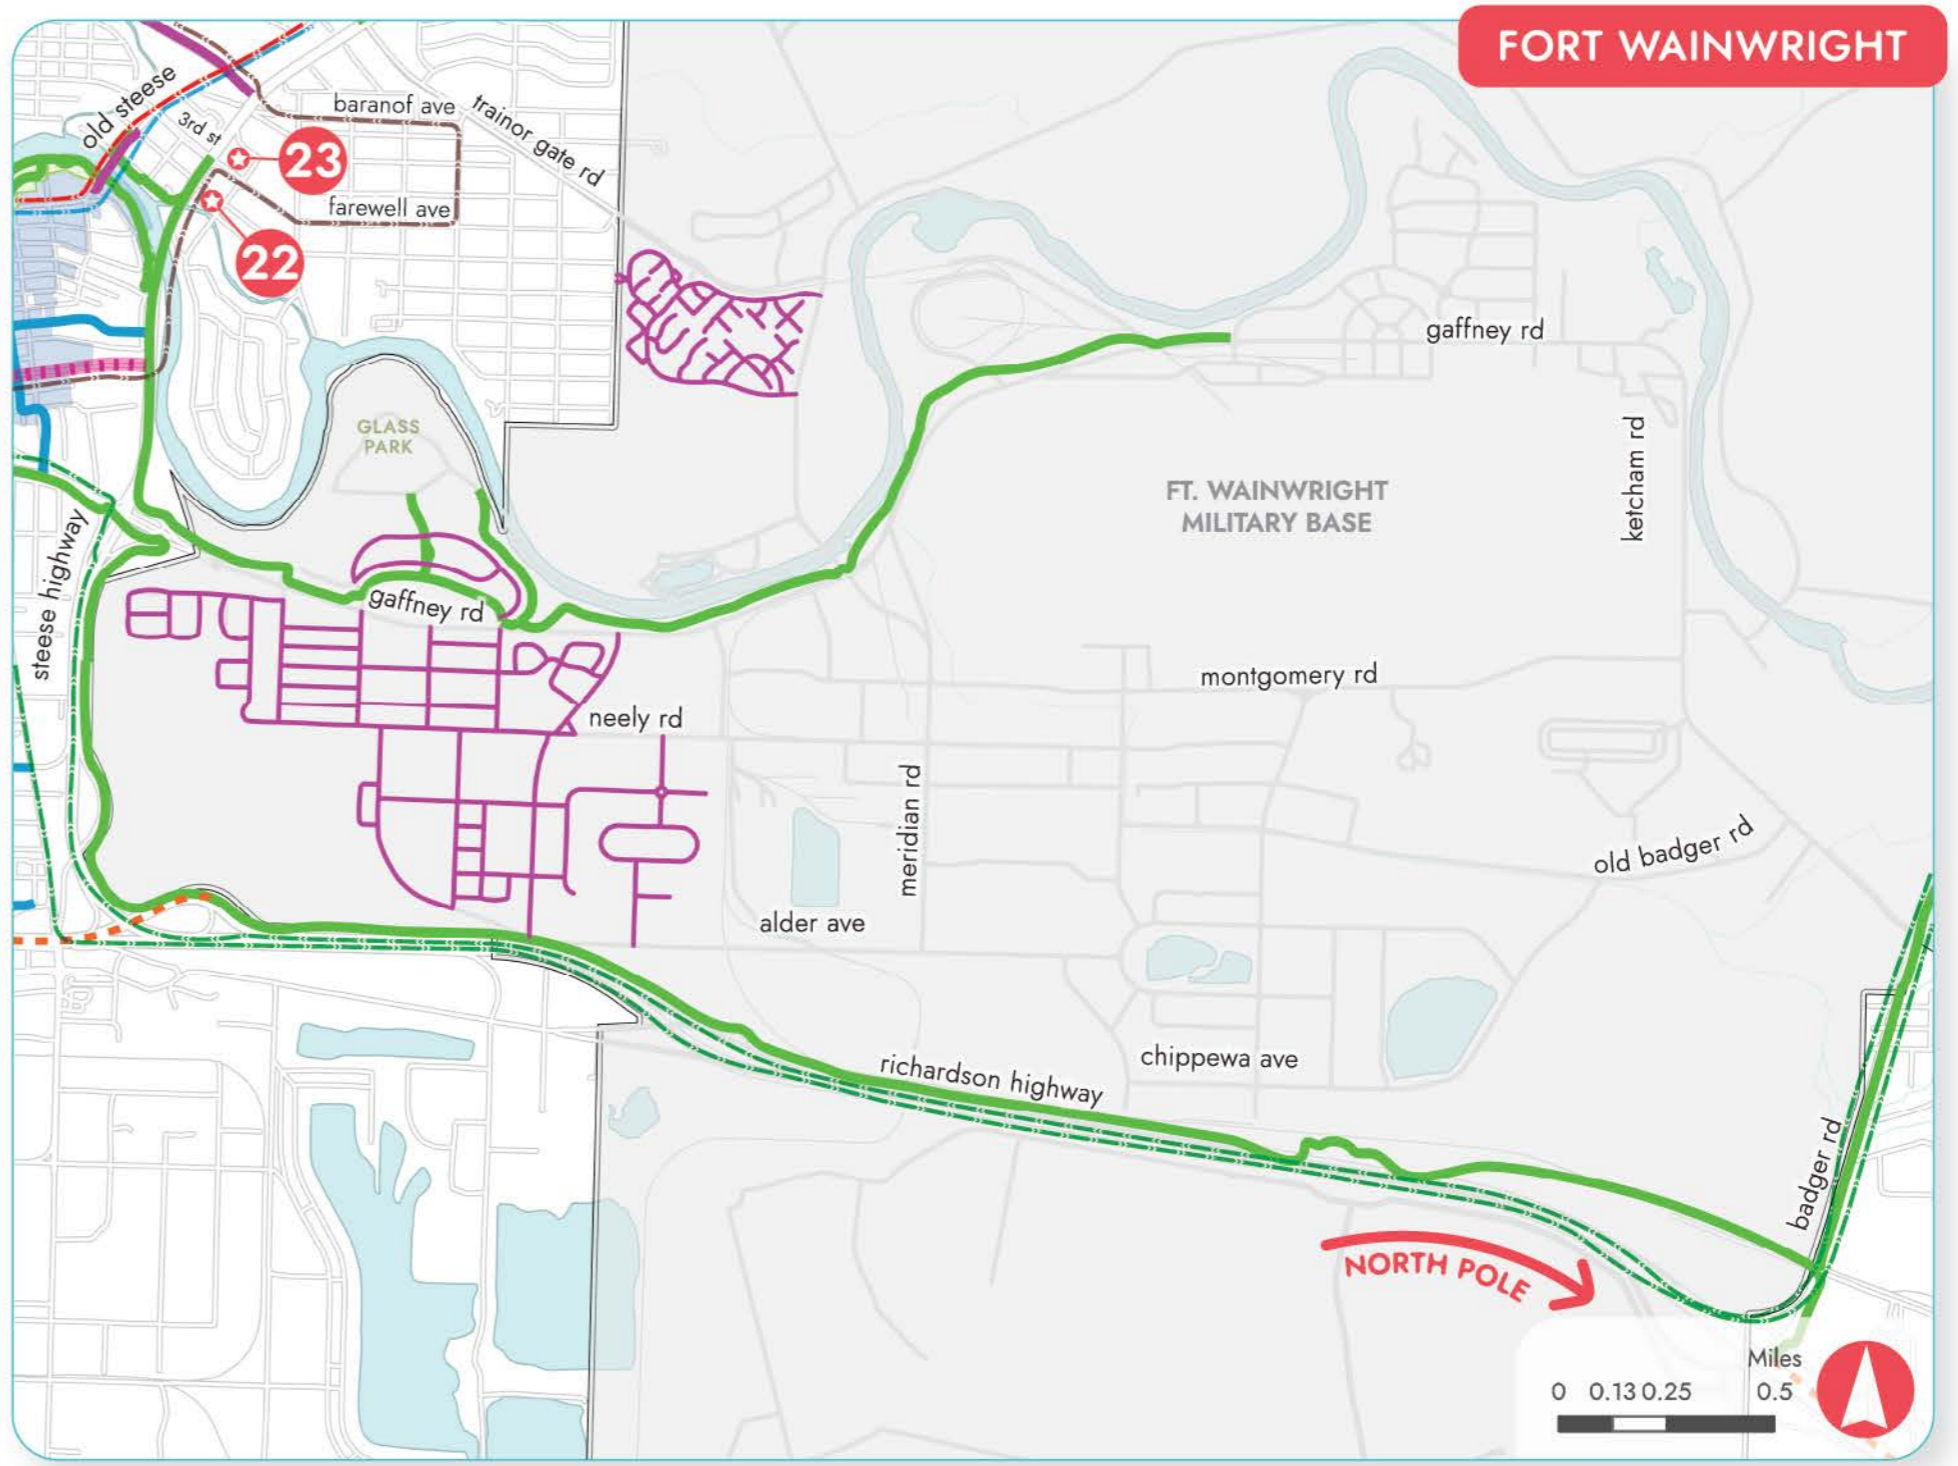 FORT WAINWRIGHT
old steese
3rd st
baranof ave
trainor gate rd
23
farewell ave
22
gaffney rd
GLASS
PARK
ketcham rd
FT. WAINWRIGHT
MILITARY BASE
steese highway
gaffney rd
montgomery rd
neely rd
meridian rd
old badger rd
alder ave
chippewa ave
richardson highway
badger rd
NORTH POLE
Miles
0 0.13 0.25 0.5